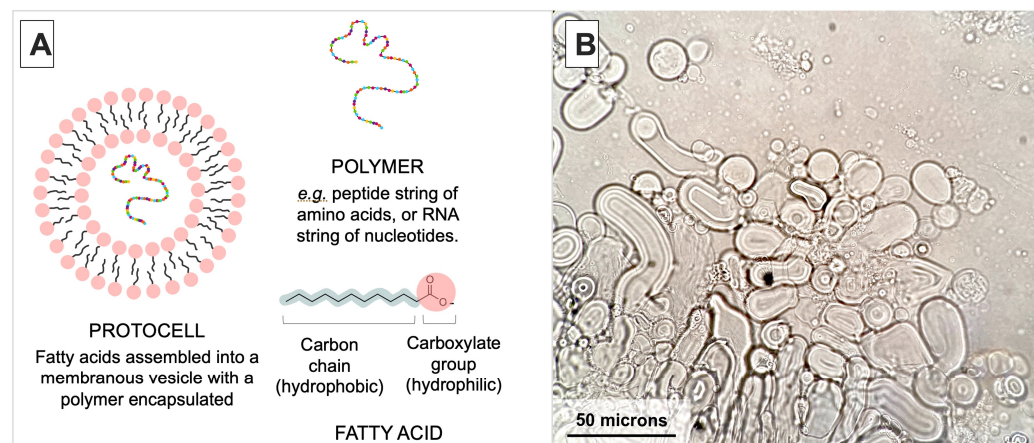 A
POLYMER
e.g. peptide string of
amino acids, or RNA
string of nucleotides.
O
O-
PROTOCELL
Fatty acids assembled into a
membranous vesicle with a
polymer encapsulated
Carbon
chain
(hydrophobic)
Carboxylate
group
(hydrophilic)
FATTY ACID
B
50 microns